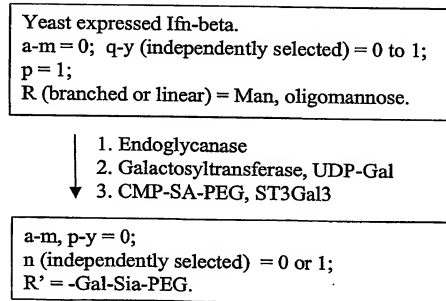 Yeast expressed Ifn-beta.
a-m = 0; q-y (independently selected) = 0 to 1;
p = 1;
R (branched or linear) = Man, oligomannose.
1. Endoglycanase
2. Galactosyltransferase, UDP-Gal
3. CMP-SA-PEG, ST3Gal3
a-m, p-y = 0;
n (independently selected) = 0 or 1;
R’ = -Gal-Sia-PEG.